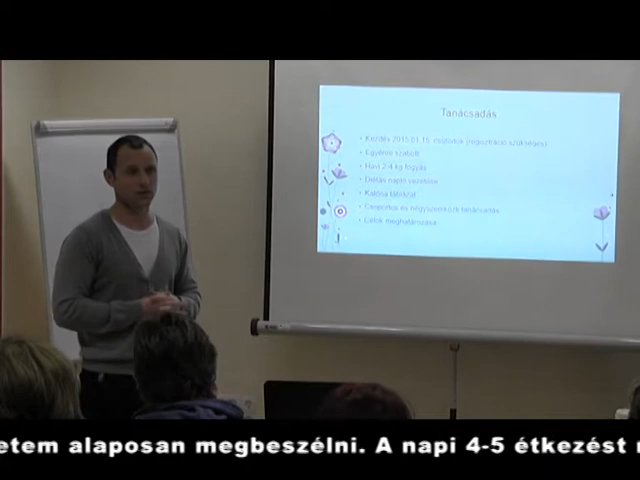 Tanácsadás
• Kezdés 2015.01.15. csütörtök (regisztráció szükséges)
• Egyénre szabott
• Havi 2-4 kg fogyás
• Diétás napló vezetése
• Kalória táblázat
• Csoportos és négyszemközti tanácsadás
• Célok meghatározása
etem alaposan megbeszélni. A napi 4-5 étkezést